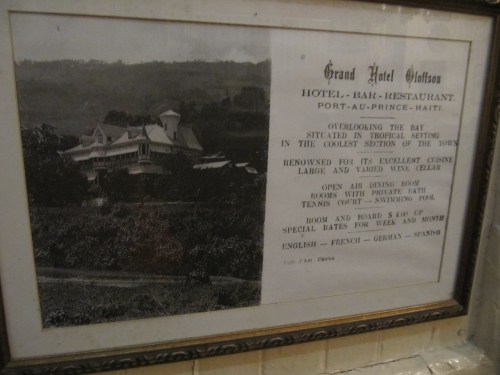 Grand Hotel Oloffson
HOTEL - BAR - RESTAURANT.
PORT-AU-PRINCE - HAITI.
OVERLOOKING THE BAY
SITUATED IN TROPICAL SETTING
IN THE COOLEST SECTION OF THE TOWN
RENOWNED FOR ITS EXCELLENT CUISINE
LARGE AND VARIED WINE CELLAR
OPEN AIR DINING ROOM
ROOMS WITH PRIVATE BATH
TENNIS COURT - SWIMMING POOL
ROOM AND BOARD $ 4.00 UP
SPECIAL RATES FOR WEEK AND MONTH
ENGLISH - FRENCH - GERMAN - SPANISH